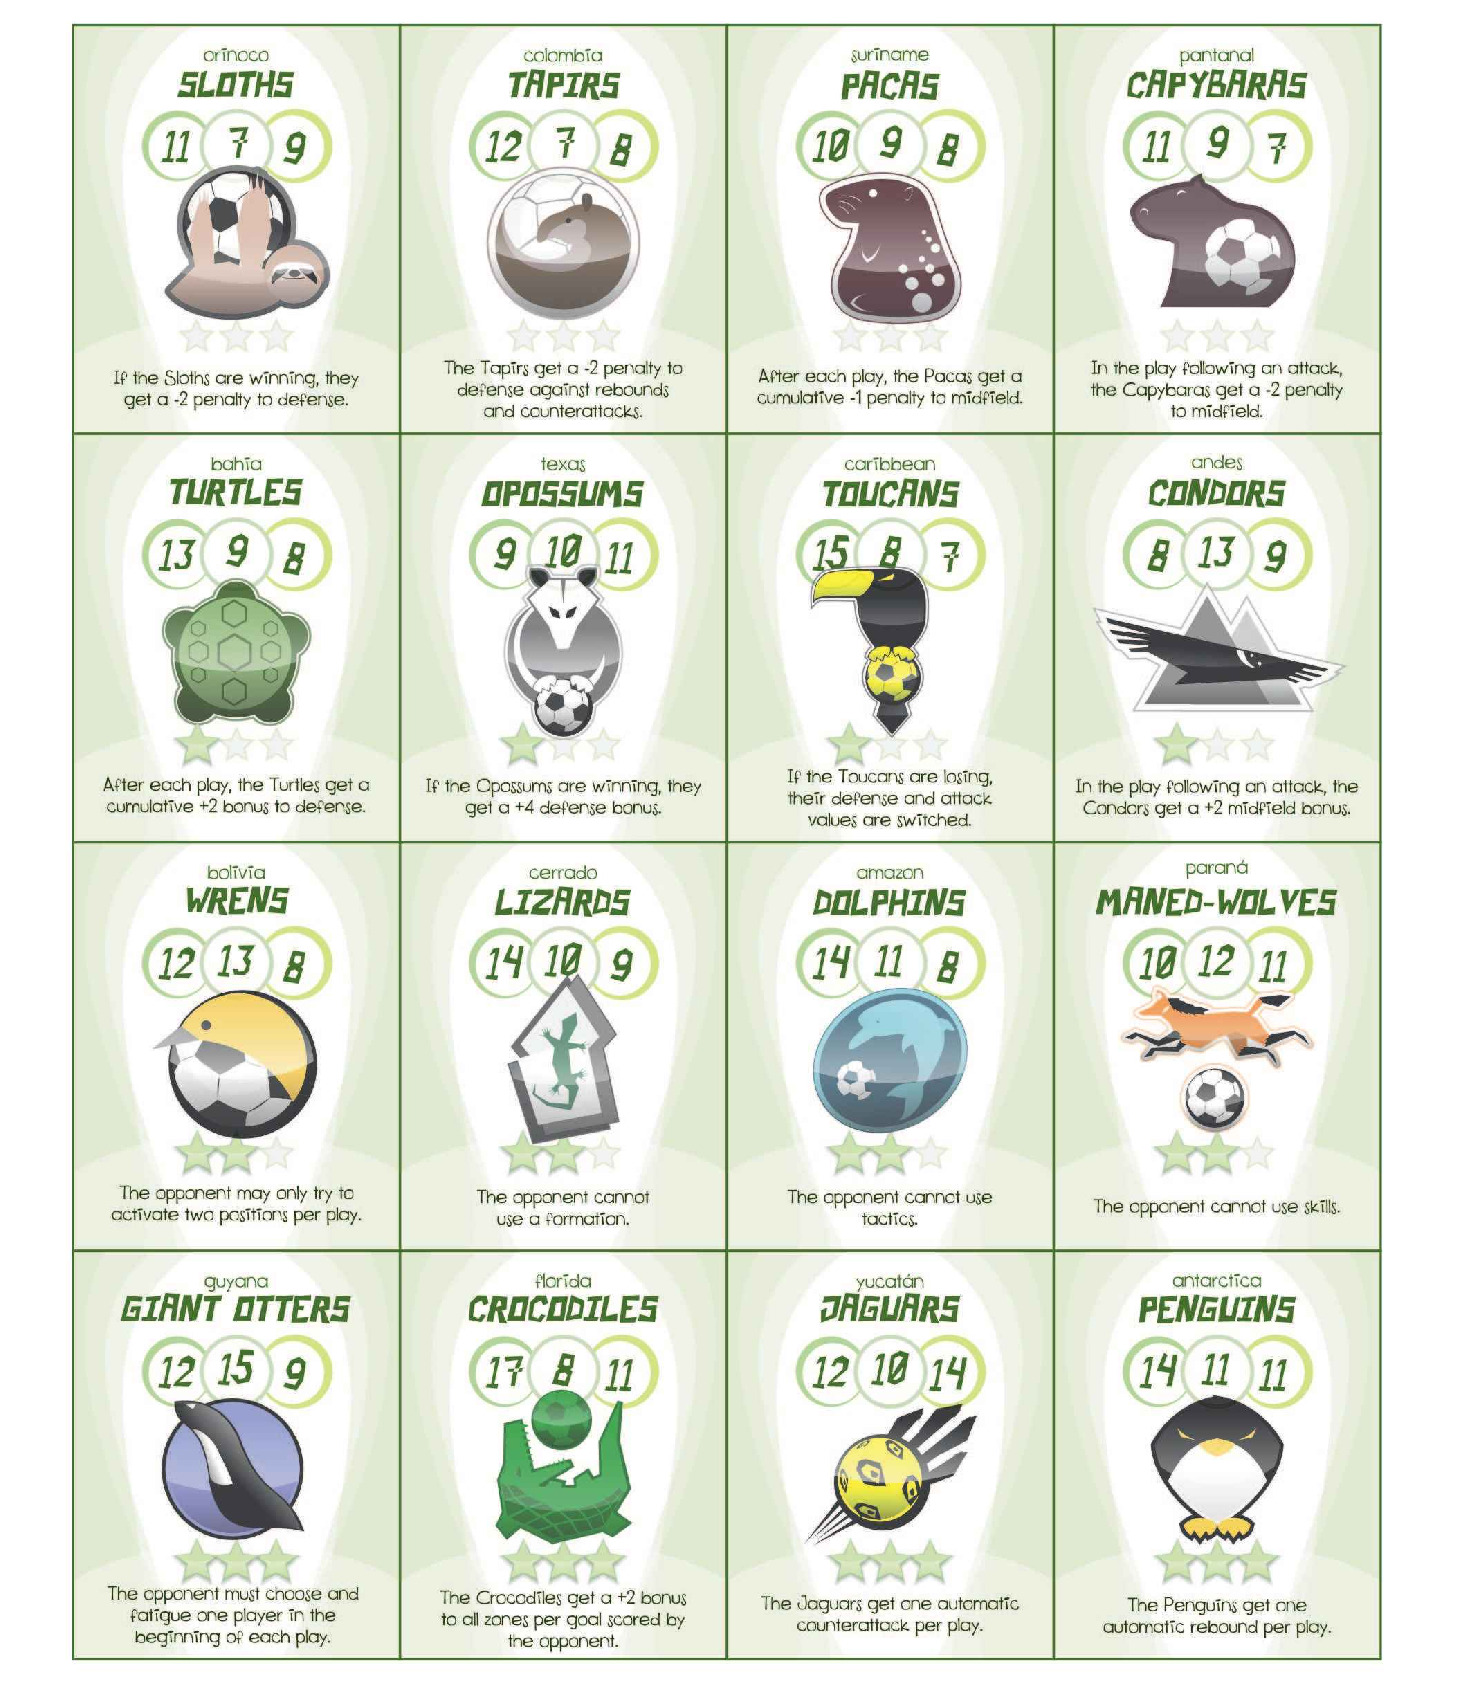 orinoco
SLOTHS
11 7 9
If the Sloths are winning, they
get a -2 penalty to defense.
colombia
TAPIRS
12 7 8
The Tapirs get a -2 penalty to
defense against rebounds
and counterattacks.
suriname
PACAS
10 9 8
After each play, the Pacas get a
cumulative -1 penalty to midfield.
pantanal
CAPYBARAS
11 9 7
In the play following an attack,
the Capybaras get a -2 penalty
to midfield.
bahia
TURTLES
13 9 8
After each play, the Turtles get a
cumulative +2 bonus to defense.
texas
OPOSSUMS
9 10 11
If the Opossums are winning, they
get a +4 defense bonus.
caribbean
TOUCANS
15 8 7
If the Toucans are losing,
their defense and attack
values are switched.
andes
CONDORS
8 13 9
In the play following an attack, the
Condors get a +2 midfield bonus.
bolivia
WRENS
12 13 8
The opponent may only try to
activate two positions per play.
cerrado
LIZARDS
14 10 9
The opponent cannot
use a formation.
amazon
DOLPHINS
14 11 8
The opponent cannot use
tactics.
paraná
MANED-WOLVES
10 12 11
The opponent cannot use skills.
guyana
GIANT OTTERS
12 15 9
The opponent must choose and
fatigue one player in the
beginning of each play.
florida
CROCODILES
17 8 11
The Crocodiles get a +2 bonus
to all zones per goal scored by
the opponent.
yucatán
JAGUARS
12 10 14
The Jaguars get one automatic
counterattack per play.
antarctica
PENGUINS
14 11 11
The Penguins get one
automatic rebound per play.